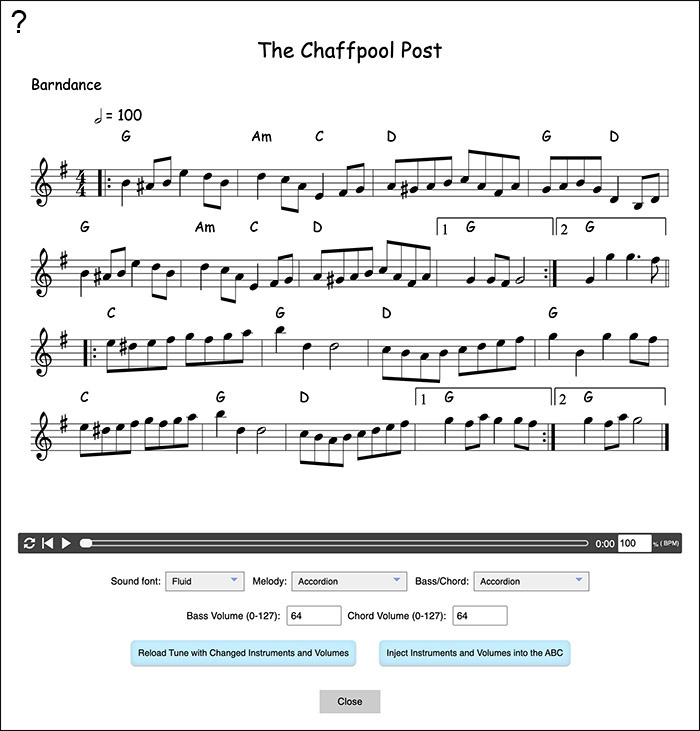 ?
The Chaffpool Post
Barndance
= 100
G Am C D G D
4
4
G Am C D 1 G 2 G
C G D G
C G D 1 G 2 G
0:00 100 % ( BPM)
Sound font: Fluid Melody: Accordion Bass/Chord: Accordion
Bass Volume (0-127): 64 Chord Volume (0-127): 64
Reload Tune with Changed Instruments and Volumes Inject Instruments and Volumes into the ABC
Close